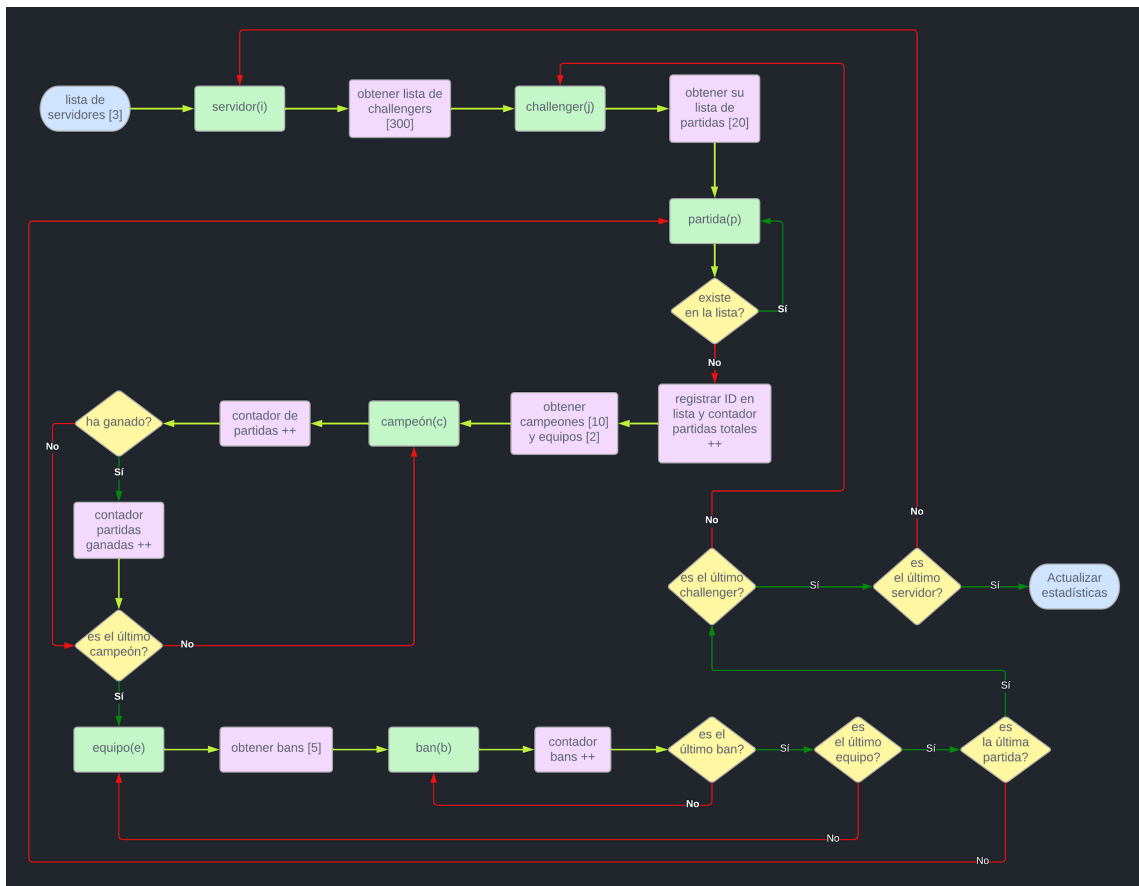 lista de
servidores [3]
servidor(i)
obtener lista de
challengers
[300]
challenger(j)
obtener su
lista de
partidas [20]
partida(p)
existe
en la lista?
Sí
No
registrar ID en
lista y contador
partidas totales
++
obtener
campeones [10]
y equipos [2]
campeón(c)
contador de
partidas ++
ha ganado?
No
Sí
contador
partidas
ganadas ++
es el último
campeón?
No
Sí
equipo(e)
obtener bans [5]
ban(b)
contador
bans ++
es el
último ban?
No
Sí
es
el último
equipo?
No
Sí
es
la última
partida?
No
Sí
es el último
challenger?
No
Sí
es
el último
servidor?
No
Sí
Actualizar
estadísticas